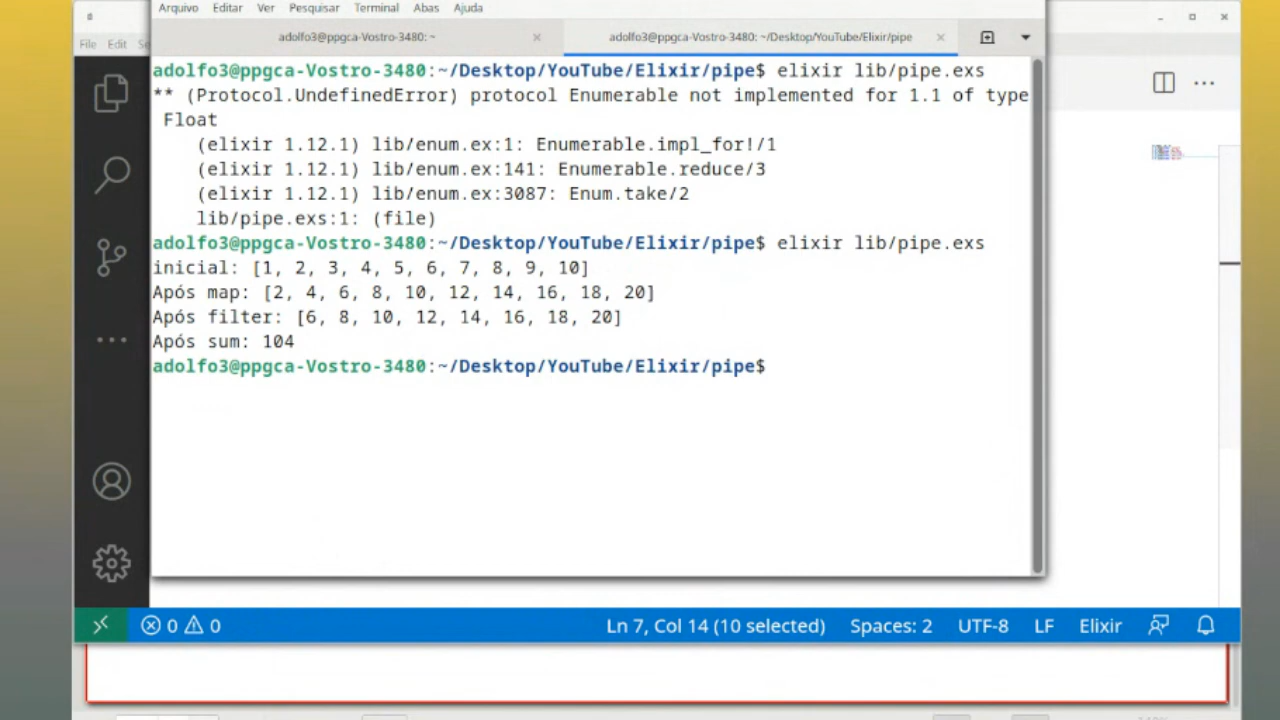 Arquivo Editar Ver Pesquisar Terminal Abas Ajuda
File Edit Se
adolfo3@ppgca-Vostro-3480: ~
adolfo3@ppgca-Vostro-3480: ~/Desktop/YouTube/Elixir/pipe
adolfo3@ppgca-Vostro-3480:~/Desktop/YouTube/Elixir/pipe$ elixir lib/pipe.exs
** (Protocol.UndefinedError) protocol Enumerable not implemented for 1.1 of type
Float
(elixir 1.12.1) lib/enum.ex:1: Enumerable.impl_for!/1
(elixir 1.12.1) lib/enum.ex:141: Enumerable.reduce/3
(elixir 1.12.1) lib/enum.ex:3087: Enum.take/2
lib/pipe.exs:1: (file)
adolfo3@ppgca-Vostro-3480:~/Desktop/YouTube/Elixir/pipe$ elixir lib/pipe.exs
inicial: [1, 2, 3, 4, 5, 6, 7, 8, 9, 10]
Após map: [2, 4, 6, 8, 10, 12, 14, 16, 18, 20]
Após filter: [6, 8, 10, 12, 14, 16, 18, 20]
Após sum: 104
adolfo3@ppgca-Vostro-3480:~/Desktop/YouTube/Elixir/pipe$
0 0 Ln 7, Col 14 (10 selected) Spaces: 2 UTF-8 LF Elixir